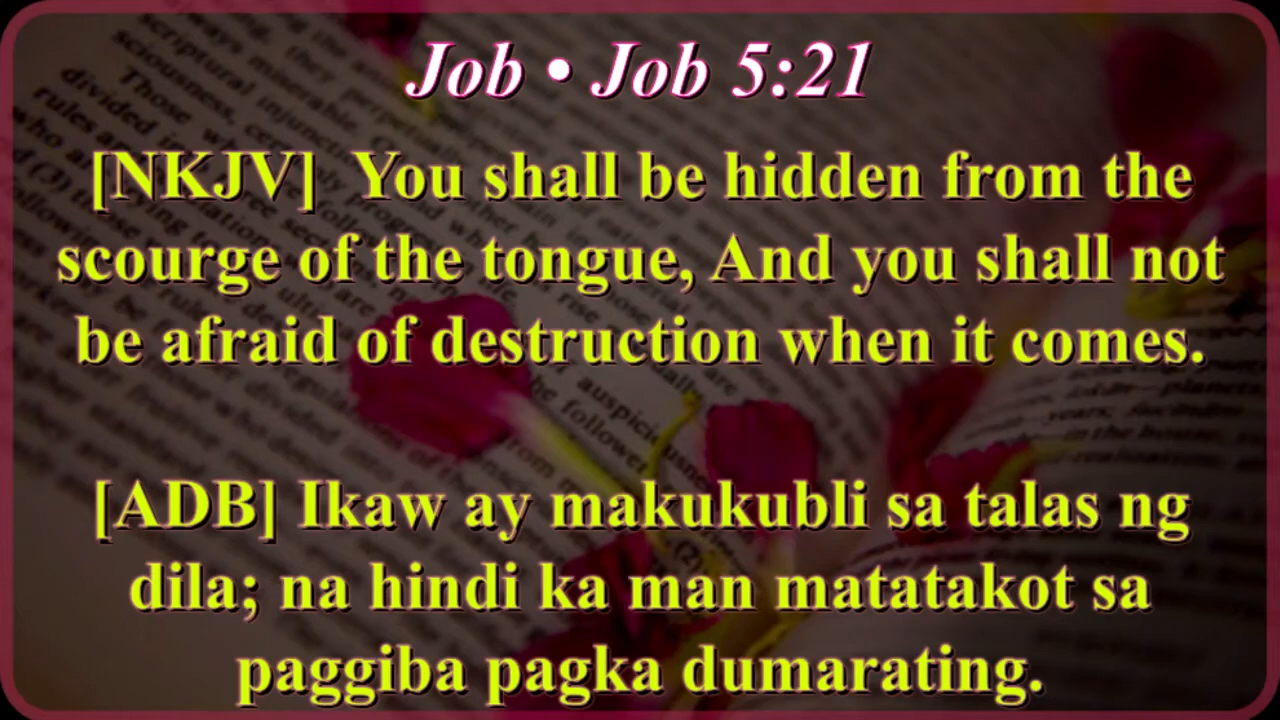 Job • Job 5:21
[NKJV] You shall be hidden from the
scourge of the tongue, And you shall not
be afraid of destruction when it comes.
[ADB] Ikaw ay makukubli sa talas ng
dila; na hindi ka man matatakot sa
paggiba pagka dumarating.